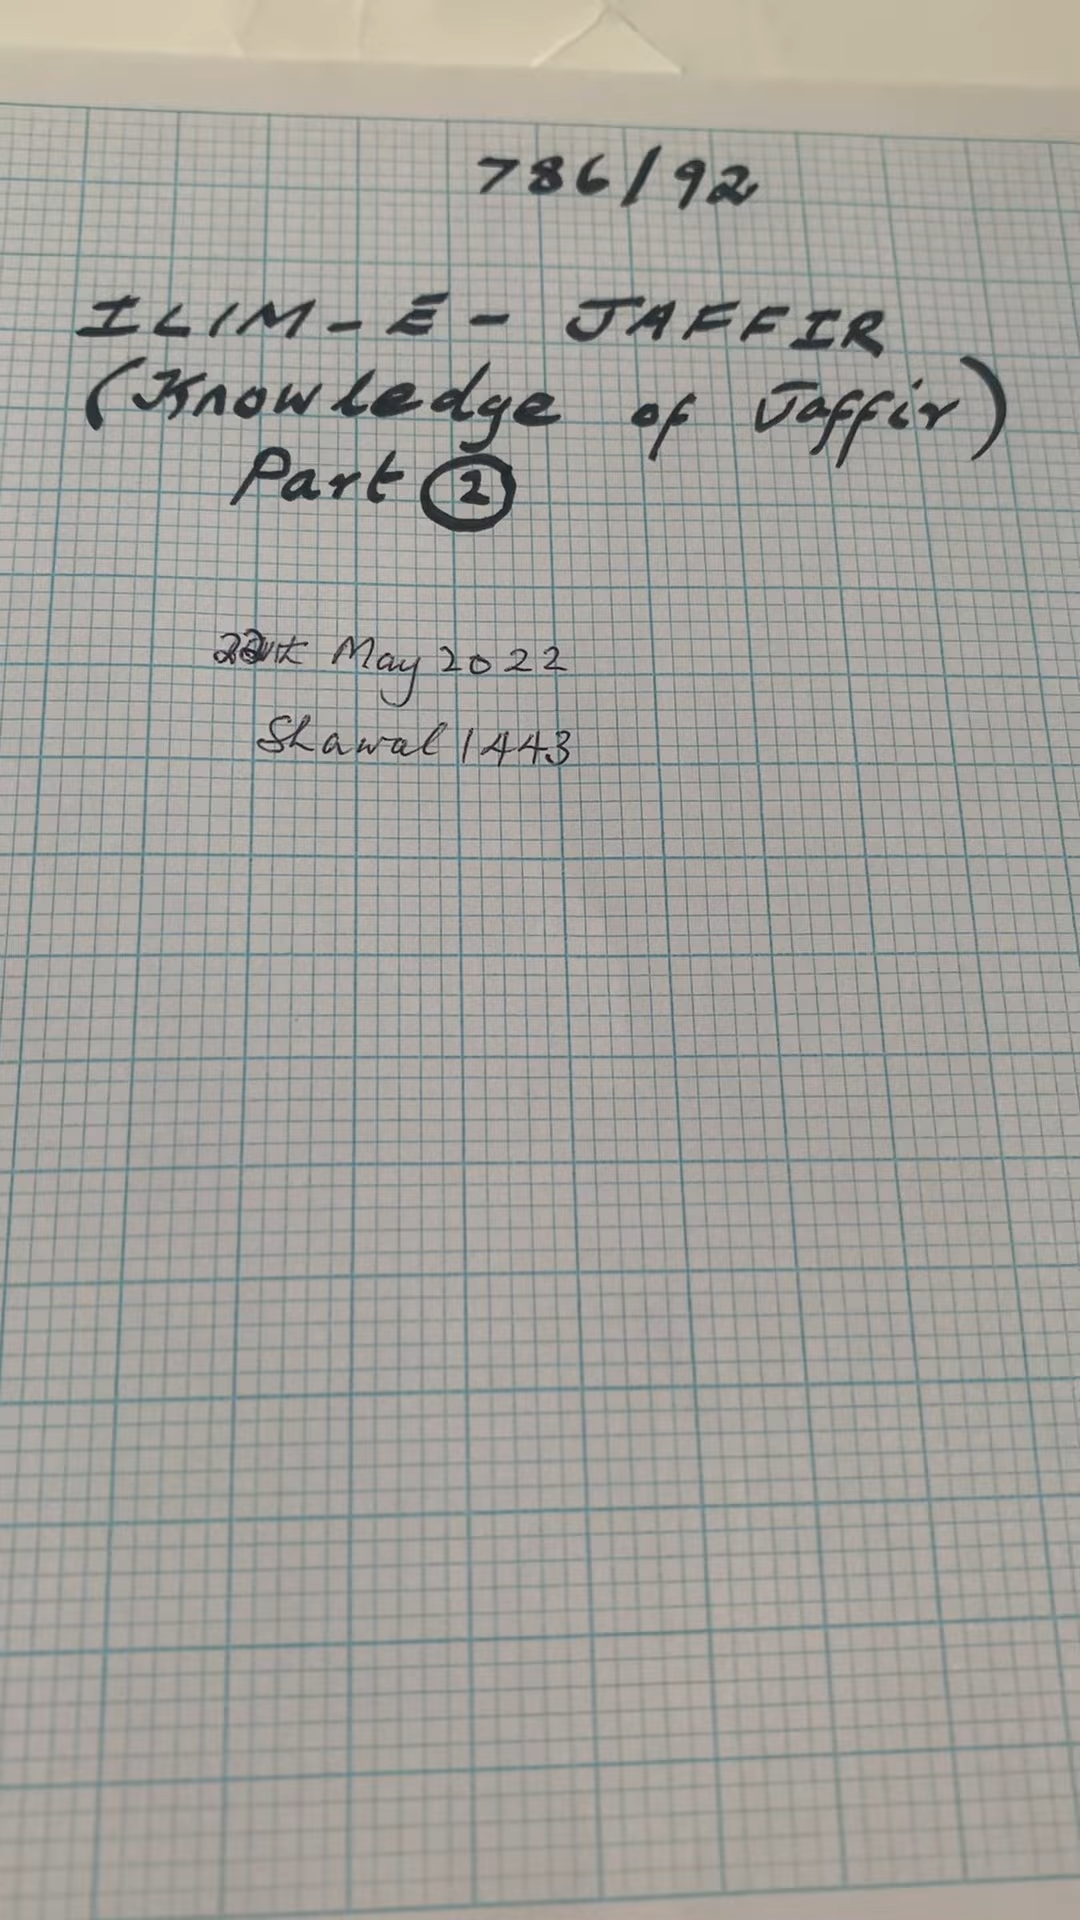 786/92
ILIM-E-JAFFIR
(Knowledge of Jaffir)
Part 2
May 2022
Shawal 1443